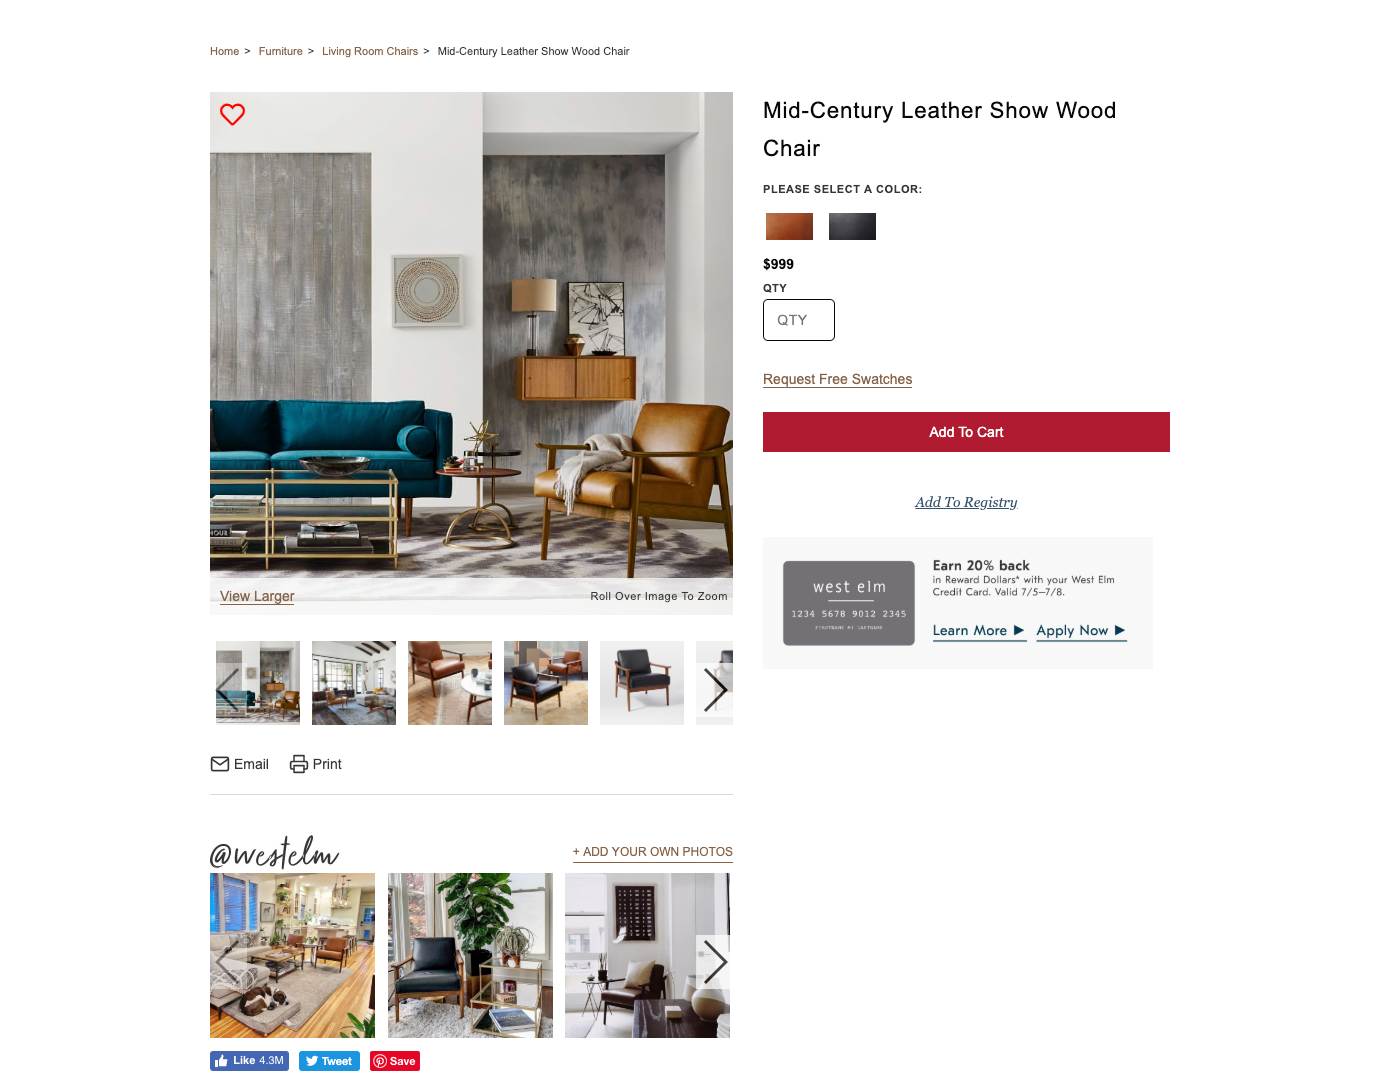 Home > Furniture > Living Room Chairs > Mid-Century Leather Show Wood Chair
Mid-Century Leather Show Wood
Chair
PLEASE SELECT A COLOR:
$999
QTY
QTY
Request Free Swatches
Add To Cart
Add To Registry
west elm
1234 5678 9012 2345
FIRSTNAME MI LASTNAME
Earn 20% back
in Reward Dollars* with your West Elm
Credit Card. Valid 7/5–7/8.
Learn More ▶ Apply Now ▶
View Larger
Roll Over Image To Zoom
Email
Print
@westelm
+ ADD YOUR OWN PHOTOS
Like 4.3M
Tweet
Save